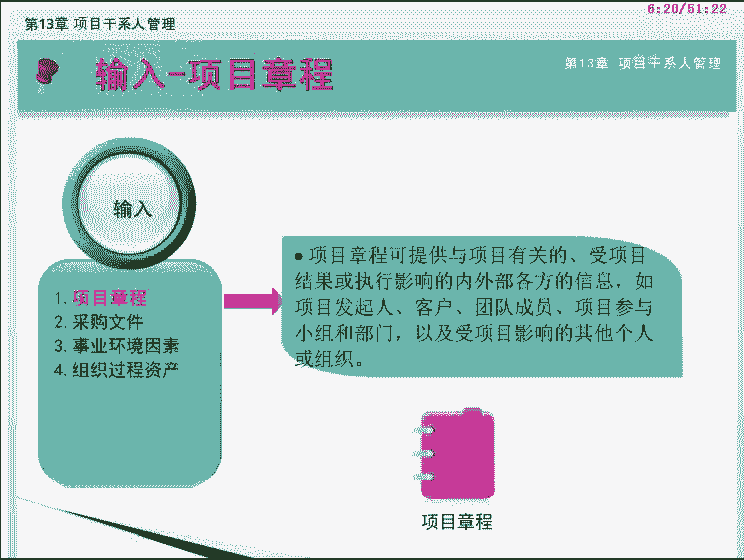 6:20/51:22
第13章 项目干系人管理
输入-项目章程
第13章 项目干系人管理
输入
1. 项目章程
2. 采购文件
3. 事业环境因素
4. 组织过程资产
● 项目章程可提供与项目有关的、受项目
结果或执行影响的内外部各方的信息，如
项目发起人、客户、团队成员、项目参与
小组和部门，以及受项目影响的其他个人
或组织。
项目章程